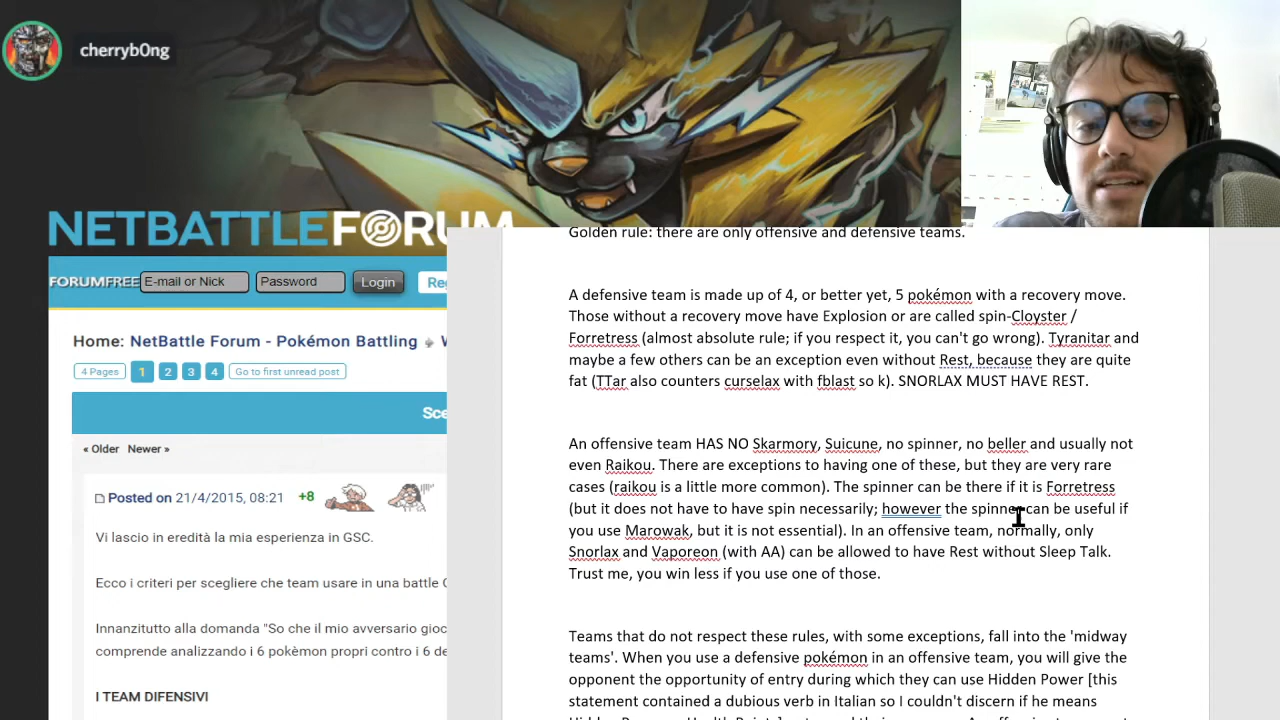 cherryb0ng
NETBATTLEFORUM
FORUMFREE
E-mail or Nick
Password
Login
Home: NetBattle Forum - Pokémon Battling
4 Pages
1
2
3
4
Go to first unread post
« Older Newer »
Posted on 21/4/2015, 08:21
+8
Vi lascio in eredità la mia esperienza in GSC.
Ecco i criteri per scegliere che team usare in una battle
Innanzitutto alla domanda "So che il mio avversario
comprende analizzando i 6 pokèmon propri contro i 6
I TEAM DIFENSIVI
Golden rule: there are only offensive and defensive teams.
A defensive team is made up of 4, or better yet, 5 pokémon with a recovery move.
Those without a recovery move have Explosion or are called spin-Cloyster /
Forretress (almost absolute rule; if you respect it, you can't go wrong). Tyranitar and
maybe a few others can be an exception even without Rest, because they are quite
fat (TTar also counters curselax with fblast so k). SNORLAX MUST HAVE REST.
An offensive team HAS NO Skarmory, Suicune, no spinner, no beller and usually not
even Raikou. There are exceptions to having one of these, but they are very rare
cases (raikou is a little more common). The spinner can be there if it is Forretress
(but it does not have to have spin necessarily; however the spinner can be useful if
you use Marowak, but it is not essential). In an offensive team, normally, only
Snorlax and Vaporeon (with AA) can be allowed to have Rest without Sleep Talk.
Trust me, you win less if you use one of those.
Teams that do not respect these rules, with some exceptions, fall into the 'midway
teams'. When you use a defensive pokémon in an offensive team, you will give the
opponent the opportunity of entry during which they can use Hidden Power [this
statement contained a dubious verb in Italian so I couldn't discern if he means